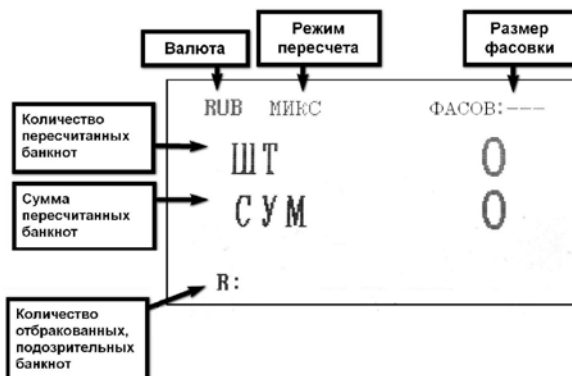 Валюта
Режим
пересчета
Размер
фасовки
RUB МИКС ФАСОВ:---
Количество
пересчитанных
банкнот
ШТ 0
Сумма
пересчитанных
банкнот
СУМ 0
R:
Количество
отбракованных,
подозрительных
банкнот